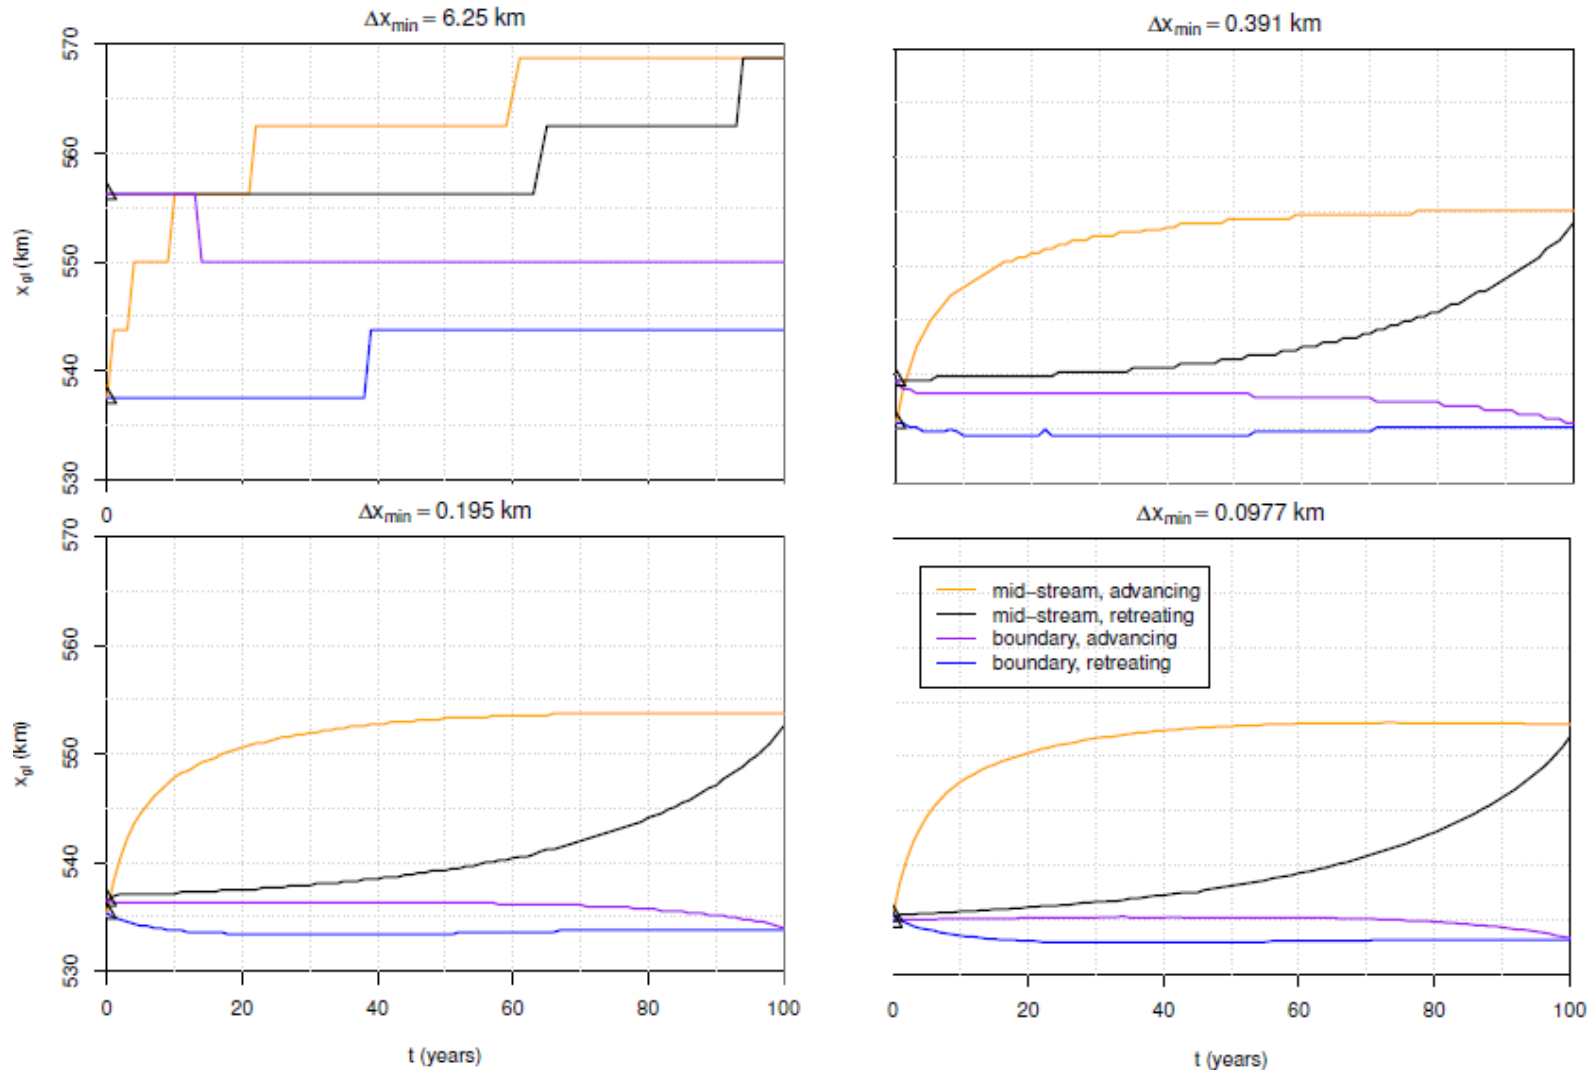 Δxmin = 6.25 km
Δxmin = 0.391 km
570
560
550
540
530
xgl (km)
0
Δxmin = 0.195 km
Δxmin = 0.0977 km
570
560
550
540
530
xgl (km)
mid−stream, advancing
mid−stream, retreating
boundary, advancing
boundary, retreating
0 20 40 60 80 100
0 20 40 60 80 100
t (years)
t (years)